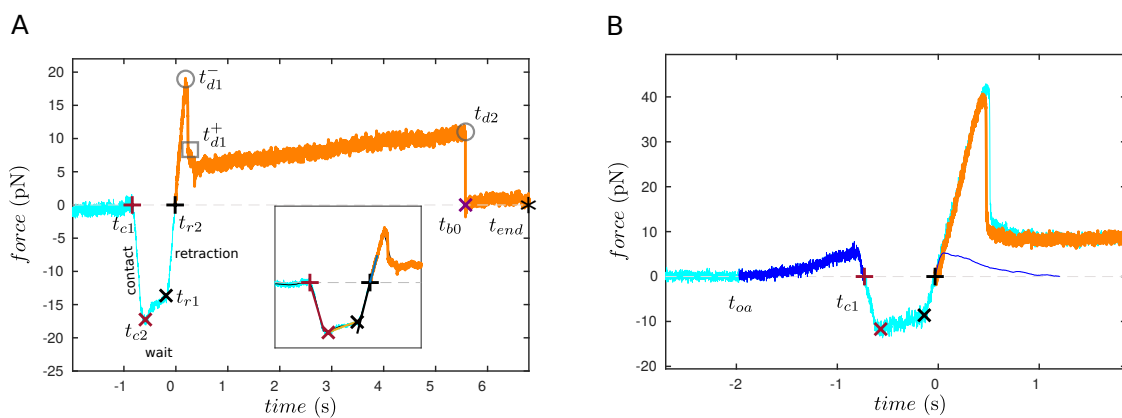 A
B
20
15
10
5
0
-5
-10
-15
-20
-25
force (pN)
-1
0
1
2
3
4
5
6
time (s)
t_{d1}^-
t_{d1}^+
t_{d2}
t_{c1}
t_{r2}
t_{b0}
t_{end}
contact
retraction
t_{r1}
t_{c2}
wait
40
30
20
10
0
-10
-20
force (pN)
-2
-1
0
1
time (s)
t_{oa}
t_{c1}